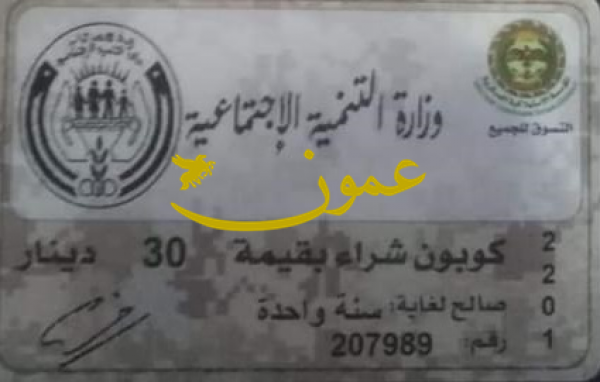 وزارة التنمية الإجتماعية
التسوق للجميع
عمون
كوبون شراء بقيمة 30 دينار
صالح لغاية: سنة واحدة
رقم: 207989
2
2
0
1